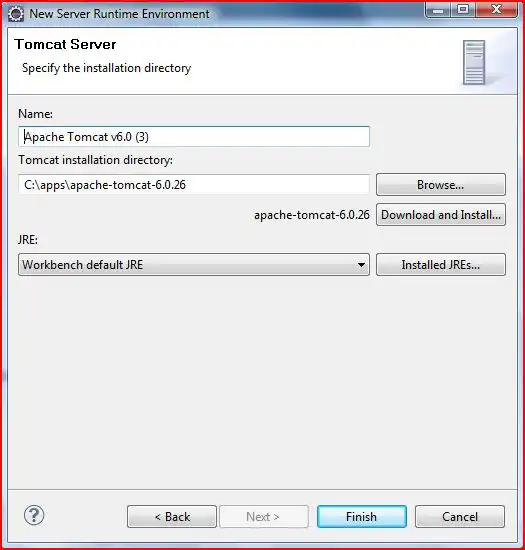 New Server Runtime Environment
Tomcat Server
Specify the installation directory
Name:
Apache Tomcat v6.0 (3)
Tomcat installation directory:
C:\apps\apache-tomcat-6.0.26
Browse...
apache-tomcat-6.0.26
Download and Install...
JRE:
Workbench default JRE
Installed JREs...
?
< Back
Next >
Finish
Cancel